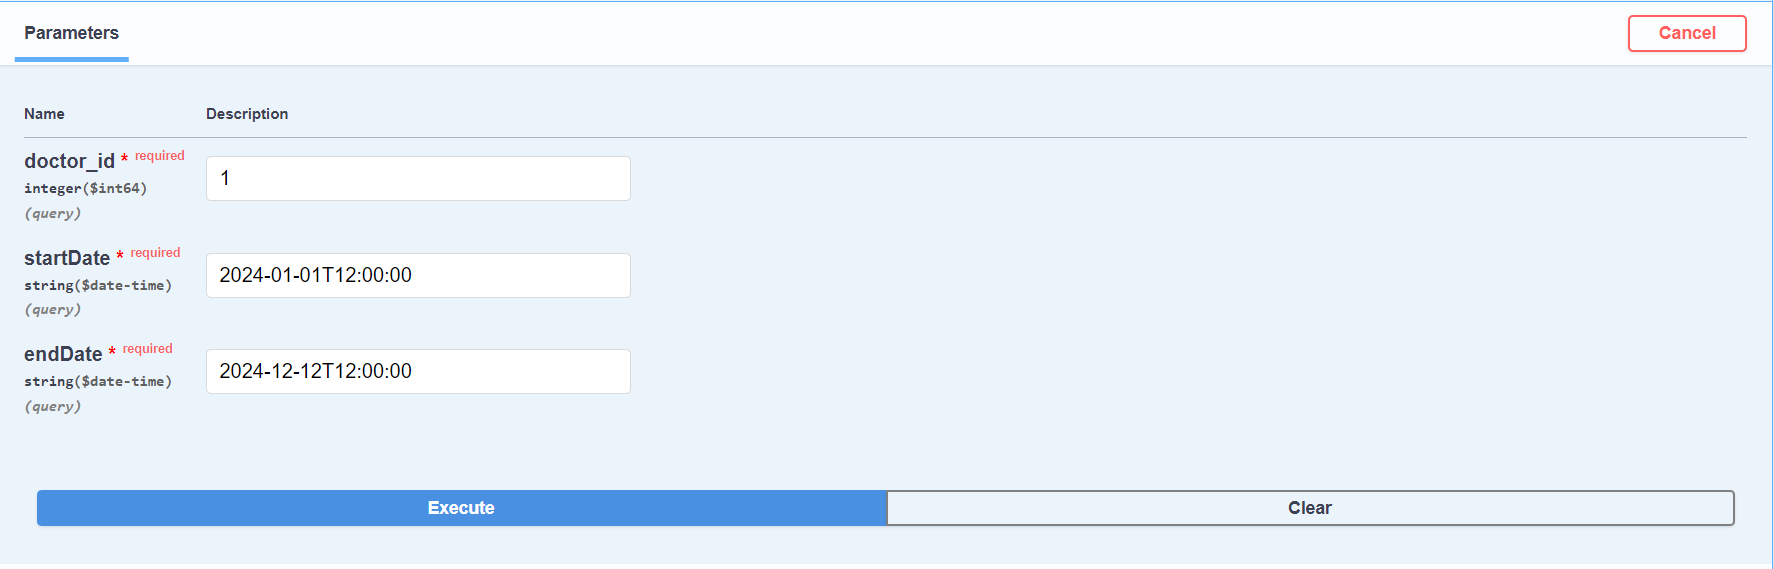 Parameters
Cancel
Name Description
doctor_id * required
integer($int64)
(query)
1
startDate * required
string($date-time)
(query)
2024-01-01T12:00:00
endDate * required
string($date-time)
(query)
2024-12-12T12:00:00
Execute
Clear